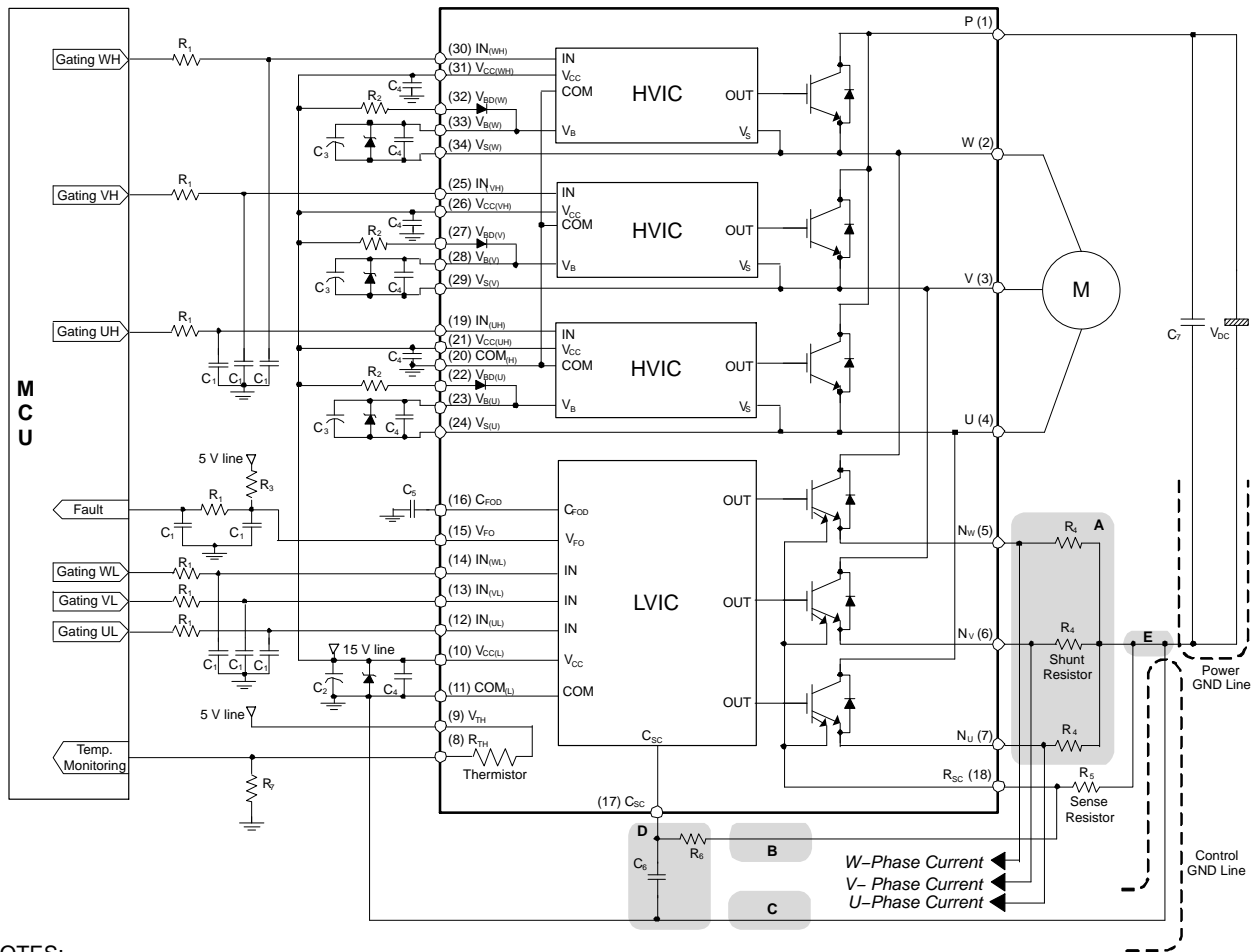 P (1)
Gating WH
R1
(30) IN(WH)
(31) VCC(WH)
C4
R2
(32) VBD(W)
(33) VB(W)
C3
C4
(34) VS(W)
IN
VCC
COM
HVIC
OUT
VB
VS
W (2)
Gating VH
R1
(25) IN(VH)
(26) VCC(VH)
C4
R2
(27) VBD(V)
(28) VB(V)
C3
C4
(29) VS(V)
IN
VCC
COM
HVIC
OUT
VB
VS
V (3)
M
Gating UH
R1
(19) IN(UH)
(21) VCC(UH)
C4
(20) COM(H)
R2
(22) VBD(U)
(23) VB(U)
C1
C1
C1
C3
C4
(24) VS(U)
IN
VCC
COM
HVIC
OUT
VB
VS
U (4)
C7
VDC
M
C
U
5 V line
R3
R1
Fault
C1
C1
C5
(16) CFOD
(15) VFO
(14) IN(WL)
(13) IN(VL)
(12) IN(UL)
(10) VCC(L)
(11) COM(L)
(9) VTH
(8) RTH
Thermistor
Gating WL
R1
Gating VL
R1
Gating UL
R1
C1
C1
C1
15 V line
C2
C4
5 V line
Temp.
Monitoring
R7
CFOD
VFO
IN
IN
IN
VCC
COM
LVIC
OUT
OUT
OUT
CSC
(17) CSC
NW (5)
R4
A
NV (6)
R4
Shunt
Resistor
E
Power
GND Line
NU (7)
R4
RSC (18)
R5
Sense
Resistor
D
R6
B
C6
C
W–Phase Current
V– Phase Current
U–Phase Current
Control
GND Line